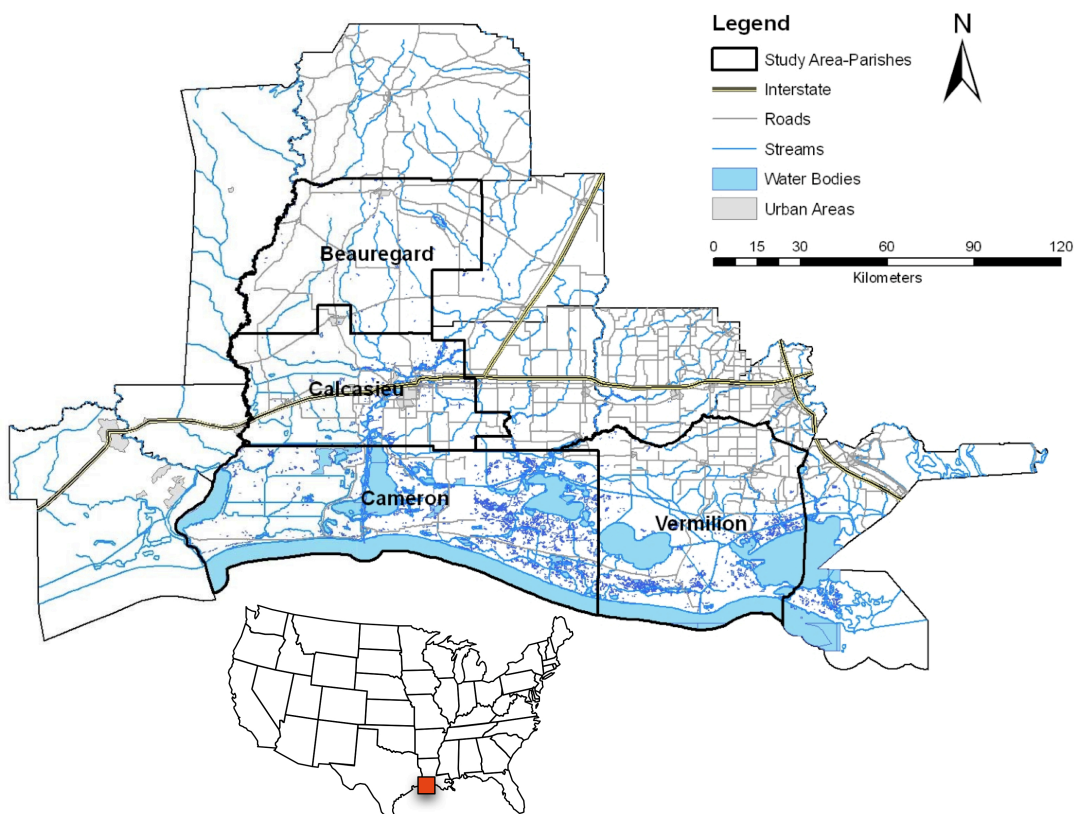 Legend
N
Study Area-Parishes
Interstate
Roads
Streams
Water Bodies
Urban Areas
0 15 30 60 90 120
Kilometers
Beauregard
Calcasieu
Cameron
Vermilion